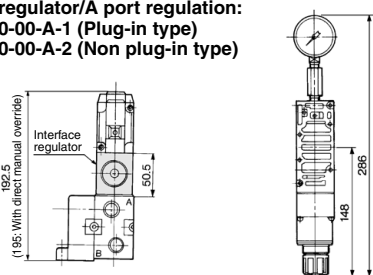 regulator/A port regulation:
0-00-A-1 (Plug-in type)
0-00-A-2 (Non plug-in type)
192.5
(195: With direct manual override)
Interface
regulator
50.5
A
B
148
286